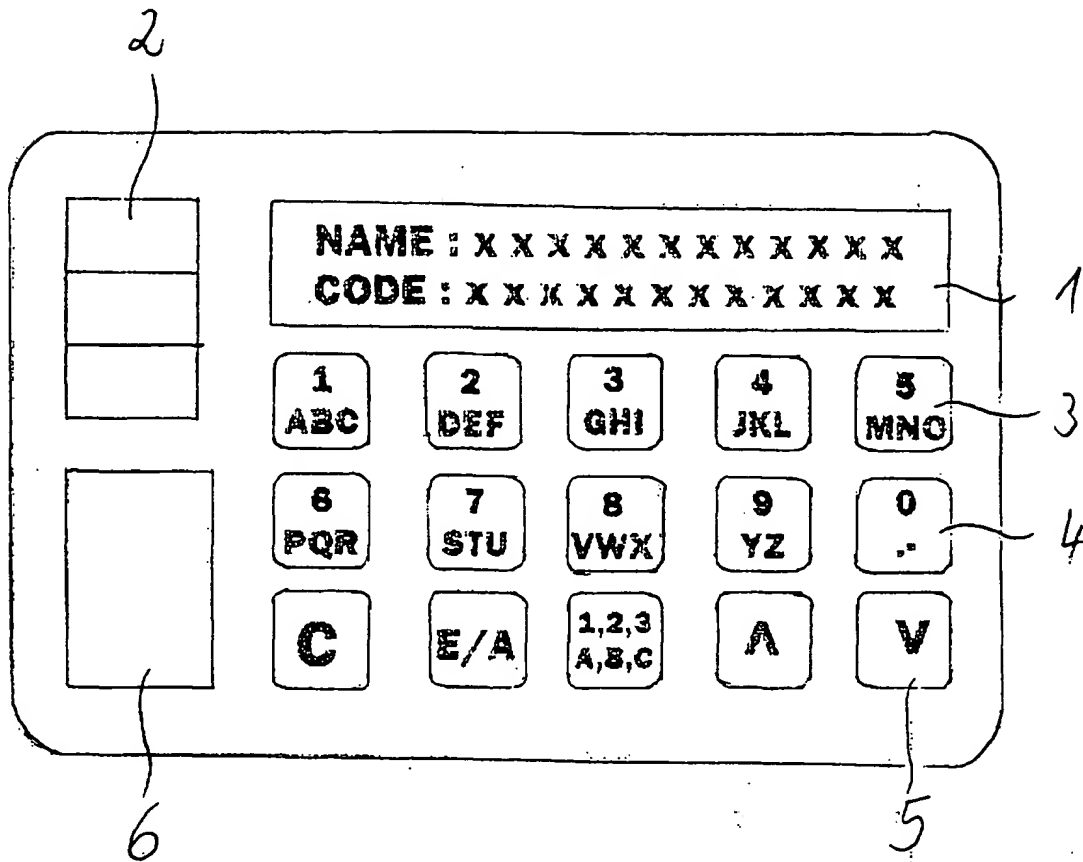 2
NAME : X X X X X X X X X X X X
CODE : X X X X X X X X X X X X
1
1 2 3 4 5
ABC DEF GHI JKL MNO
3
6 7 8 9 0
PQR STU VWX YZ .-
4
C E/A 1,2,3 Λ V
A,B,C
6 5